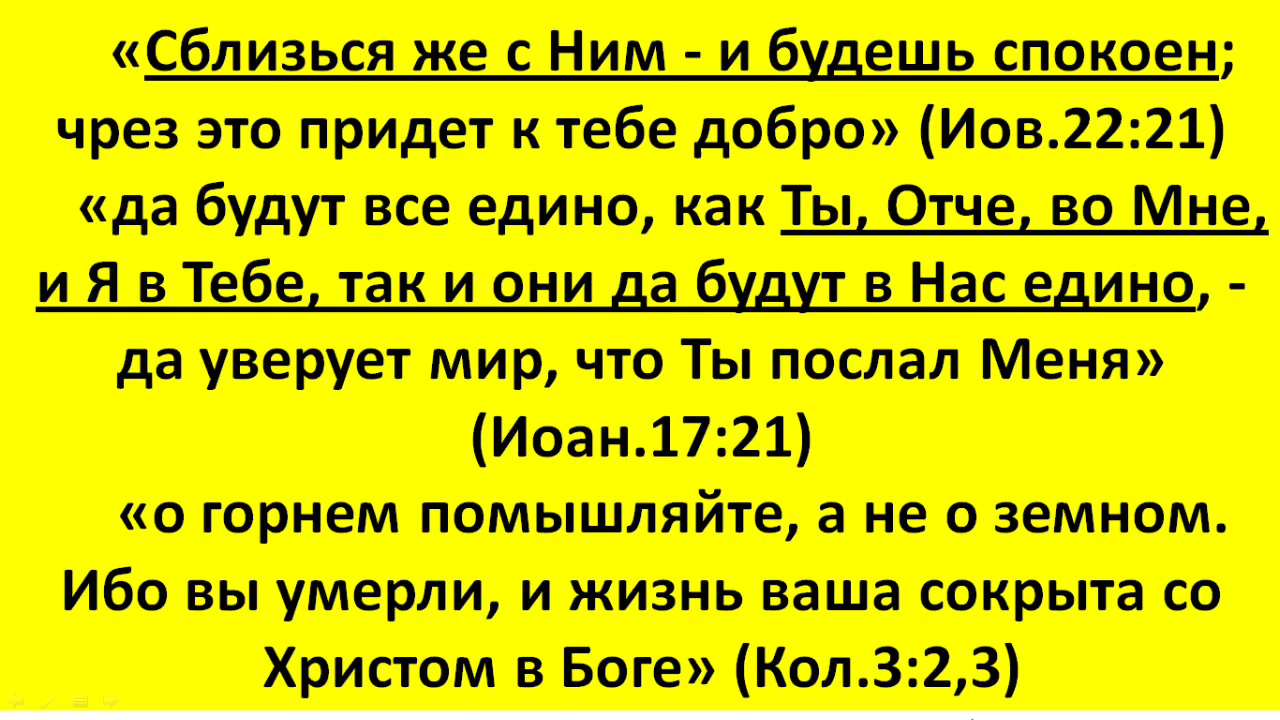 «Сблизься же с Ним - и будешь спокоен;
чрез это придет к тебе добро» (Иов.22:21)
«да будут все едино, как Ты, Отче, во Мне,
и Я в Тебе, так и они да будут в Нас едино, -
да уверует мир, что Ты послал Меня»
(Иоан.17:21)
«о горнем помышляйте, а не о земном.
Ибо вы умерли, и жизнь ваша сокрыта со
Христом в Боге» (Кол.3:2,3)